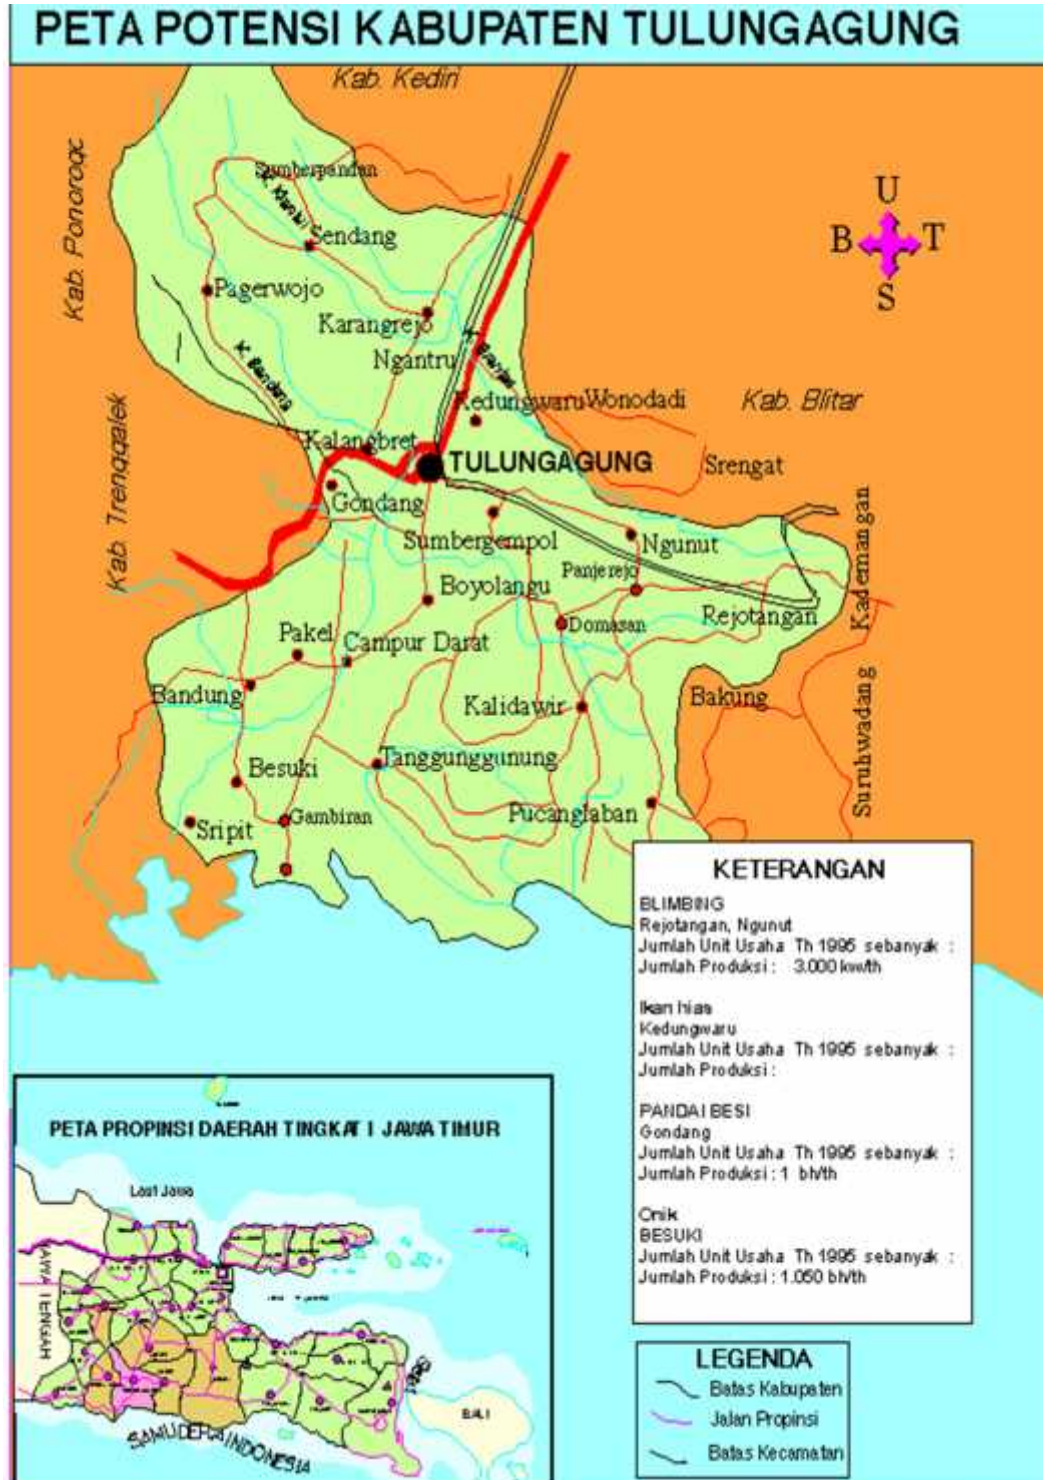 PETA POTENSI KABUPATEN TULUNGAGUNG
Kab. Kediri
Kab. Ponorogc
Sumberpandan
Sendang
U
B T
S
Pagerwojo
Karangrejo
Ngantru
Kedungwaru
Wonodadi
Kab. Blitar
Kab. Trenggalek
Kalangbret
TULUNGAGUNG
Srengat
Gondang
Sumbergempol
Ngunut
Kademangan
Panjerejo
Boyolangu
Rejotangan
Domasan
Pakel
Campur Darat
Bandung
Kalidawir
Bakung
Suruhwadang
Tanggunggunung
Besuki
Pucanglaban
Gambiran
Sripit
KETERANGAN
BLIMBING
Rejotangan, Ngunut
Jumlah Unit Usaha Th 1995 sebanyak :
Jumlah Produksi : 3.000 kw/th
Ikan hias
Kedungwaru
Jumlah Unit Usaha Th 1995 sebanyak :
Jumlah Produksi :
PANDAI BESI
Gondang
Jumlah Unit Usaha Th 1995 sebanyak :
Jumlah Produksi : 1 bh/th
Onik
BESUKI
Jumlah Unit Usaha Th 1995 sebanyak :
Jumlah Produksi : 1.050 bh/th
PETA PROPINSI DAERAH TINGKAT I JAWA TIMUR
Laut Jawa
JAWA TENGAH
BALI
SAMUDERA INDONESIA
LEGENDA
Batas Kabupaten
Jalan Propinsi
Batas Kecamatan